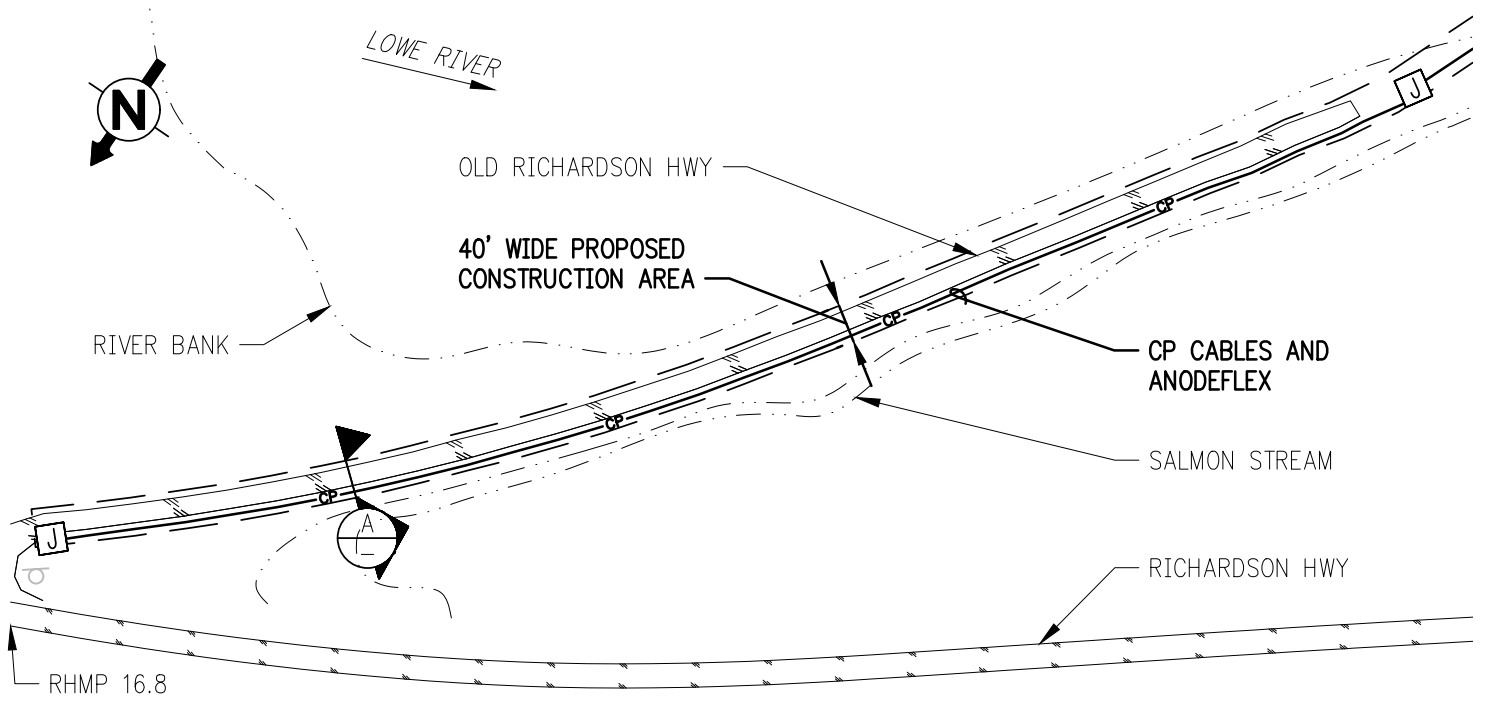 LOWE RIVER
N
J
OLD RICHARDSON HWY
CP
40' WIDE PROPOSED
CONSTRUCTION AREA
CP
RIVER BANK
CP CABLES AND
ANODEFLEX
CP
SALMON STREAM
CP
A
J
RICHARDSON HWY
RHMP 16.8